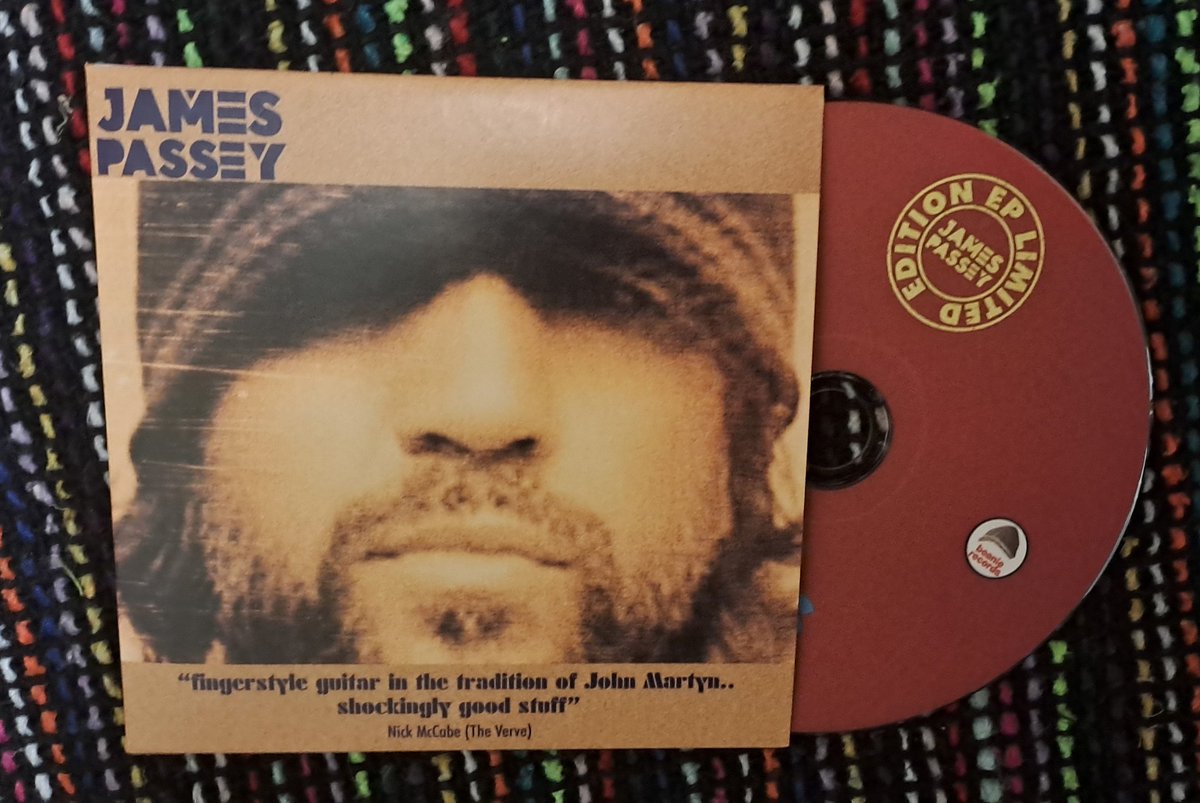 JAMES
PASSEY
“fingerstyle guitar in the tradition of John Martyn..
shockingly good stuff”
Nick McCabe (The Verve)
LIMITED EDITION EP
JAMES
PASSEY
beanie
records